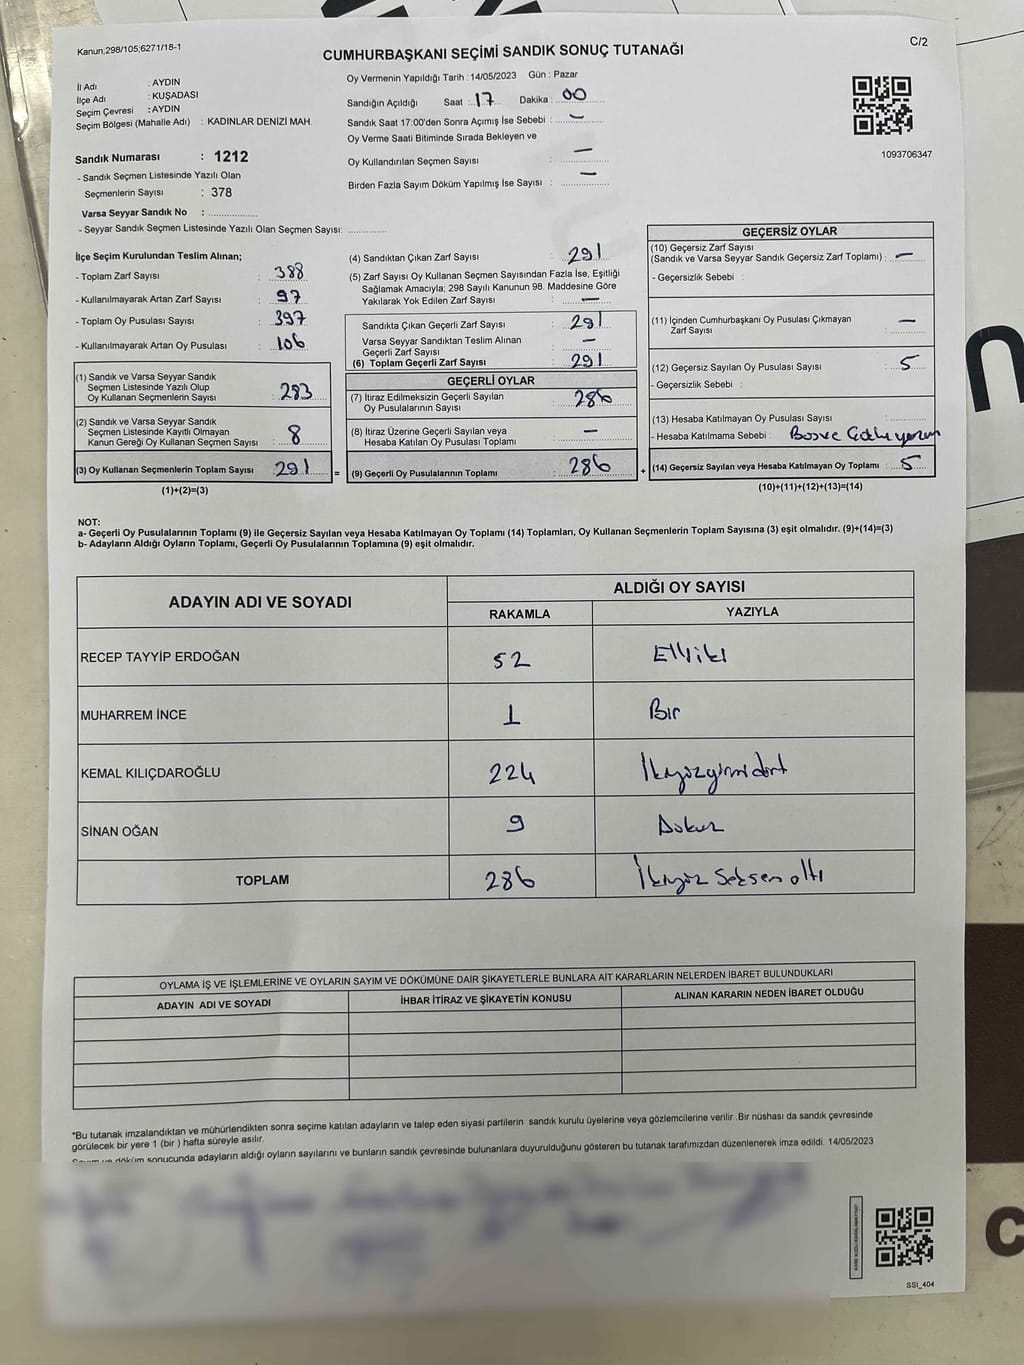 Kanun;298/105;6271/18-1
C/2
CUMHURBAŞKANI SEÇİMİ SANDIK SONUÇ TUTANAĞI
İl Adı : AYDIN
İlçe Adı : KUŞADASI
Seçim Çevresi : AYDIN
Seçim Bölgesi (Mahalle Adı) : KADINLAR DENİZİ MAH.
Sandık Numarası : 1212
- Sandık Seçmen Listesinde Yazılı Olan
Seçmenlerin Sayısı : 378
Varsa Seyyar Sandık No :
- Seyyar Sandık Seçmen Listesinde Yazılı Olan Seçmen Sayısı:
Oy Vermenin Yapıldığı Tarih : 14/05/2023 Gün : Pazar
Sandığın Açıldığı Saat : 17 Dakika : 00
Sandık Saat 17:00'den Sonra Açımış İse Sebebi : —
Oy Verme Saati Bitiminde Sırada Bekleyen ve
Oy Kullandırılan Seçmen Sayısı : —
Birden Fazla Sayım Döküm Yapılmış İse Sayısı : —
1093706347
İlçe Seçim Kurulundan Teslim Alınan;
- Toplam Zarf Sayısı : 388
- Kullanılmayarak Artan Zarf Sayısı : 97
- Toplam Oy Pusulası Sayısı : 397
- Kullanılmayarak Artan Oy Pusulası : 106
(1) Sandık ve Varsa Seyyar Sandık
Seçmen Listesinde Yazılı Olup
Oy Kullanan Seçmenlerin Sayısı : 283
(2) Sandık ve Varsa Seyyar Sandık
Seçmen Listesinde Kayıtlı Olmayan
Kanun Gereği Oy Kullanan Seçmen Sayısı : 8
(3) Oy Kullanan Seçmenlerin Toplam Sayısı : 291
(1)+(2)=(3)
(4) Sandıktan Çıkan Zarf Sayısı : 291
(5) Zarf Sayısı Oy Kullanan Seçmen Sayısından Fazla İse, Eşitliği
Sağlamak Amacıyla; 298 Sayılı Kanunun 98. Maddesine Göre
Yakılarak Yok Edilen Zarf Sayısı : —
Sandıkta Çıkan Geçerli Zarf Sayısı : 291
Varsa Seyyar Sandıktan Teslim Alınan
Geçerli Zarf Sayısı : —
(6) Toplam Geçerli Zarf Sayısı : 291
GEÇERLİ OYLAR
(7) İtiraz Edilmeksizin Geçerli Sayılan
Oy Pusulalarının Sayısı : 286
(8) İtiraz Üzerine Geçerli Sayılan veya
Hesaba Katılan Oy Pusulası Toplamı : —
= (9) Geçerli Oy Pusulalarının Toplamı : 286 +
GEÇERSİZ OYLAR
(10) Geçersiz Zarf Sayısı
(Sandık ve Varsa Seyyar Sandık Geçersiz Zarf Toplamı) : —
- Geçersizlik Sebebi :
(11) İçinden Cumhurbaşkanı Oy Pusulası Çıkmayan
Zarf Sayısı : —
(12) Geçersiz Sayılan Oy Pusulası Sayısı : 5
- Geçersizlik Sebebi :
(13) Hesaba Katılmayan Oy Pusulası Sayısı :
- Hesaba Katılmama Sebebi :
(14) Geçersiz Sayılan veya Hesaba Katılmayan Oy Toplamı : 5
(10)+(11)+(12)+(13)=(14)
NOT:
a- Geçerli Oy Pusulalarının Toplamı (9) ile Geçersiz Sayılan veya Hesaba Katılmayan Oy Toplamı (14) Toplamları, Oy Kullanan Seçmenlerin Toplam Sayısına (3) eşit olmalıdır. (9)+(14)=(3)
b- Adayların Aldığı Oyların Toplamı, Geçerli Oy Pusulalarının Toplamına (9) eşit olmalıdır.
ADAYIN ADI VE SOYADI
ALDIĞI OY SAYISI
RAKAMLA YAZIYLA
RECEP TAYYİP ERDOĞAN 52 Elliiki
MUHARREM İNCE 1 Bir
KEMAL KILIÇDAROĞLU 224 İkiyüzyirmidört
SİNAN OĞAN 9 Dokuz
TOPLAM 286 İkiyüz Seksen altı
OYLAMA İŞ VE İŞLEMLERİNE VE OYLARIN SAYIM VE DÖKÜMÜNE DAİR ŞİKAYETLERLE BUNLARA AİT KARARLARIN NELERDEN İBARET BULUNDUKLARI
ADAYIN ADI VE SOYADI İHBAR İTİRAZ VE ŞİKAYETİN KONUSU ALINAN KARARIN NEDEN İBARET OLDUĞU
*Bu tutanak imzalandıktan ve mühürlendikten sonra seçime katılan adayların ve talep eden siyasi partilerin sandık kurulu üyelerine veya gözlemcilerine verilir .Bir nüshası da sandık çevresinde
görülecek bir yere 1 (bir ) hafta süreyle asılır.
Sayım ve döküm sonucunda adayların aldığı oyların sayılarını ve bunların sandık çevresinde bulunanlara duyurulduğunu gösteren bu tutanak tarafımızdan düzenlenerek imza edildi. 14/05/2023
SSI_404